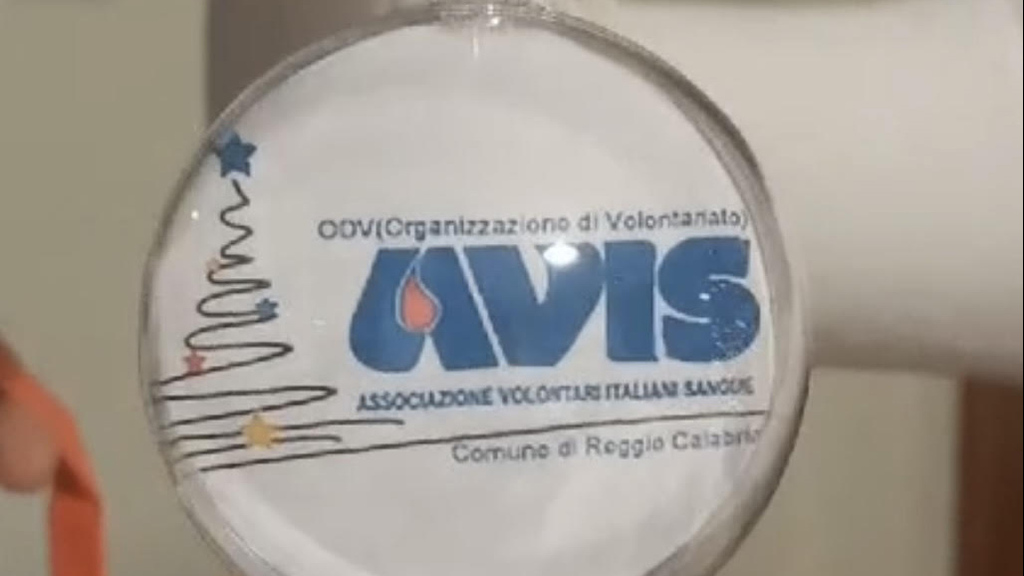 ODV(Organizzazione di Volontariato)
AVIS
ASSOCIAZIONE VOLONTARI ITALIANI SANGUE
Comune di Reggio Calabria